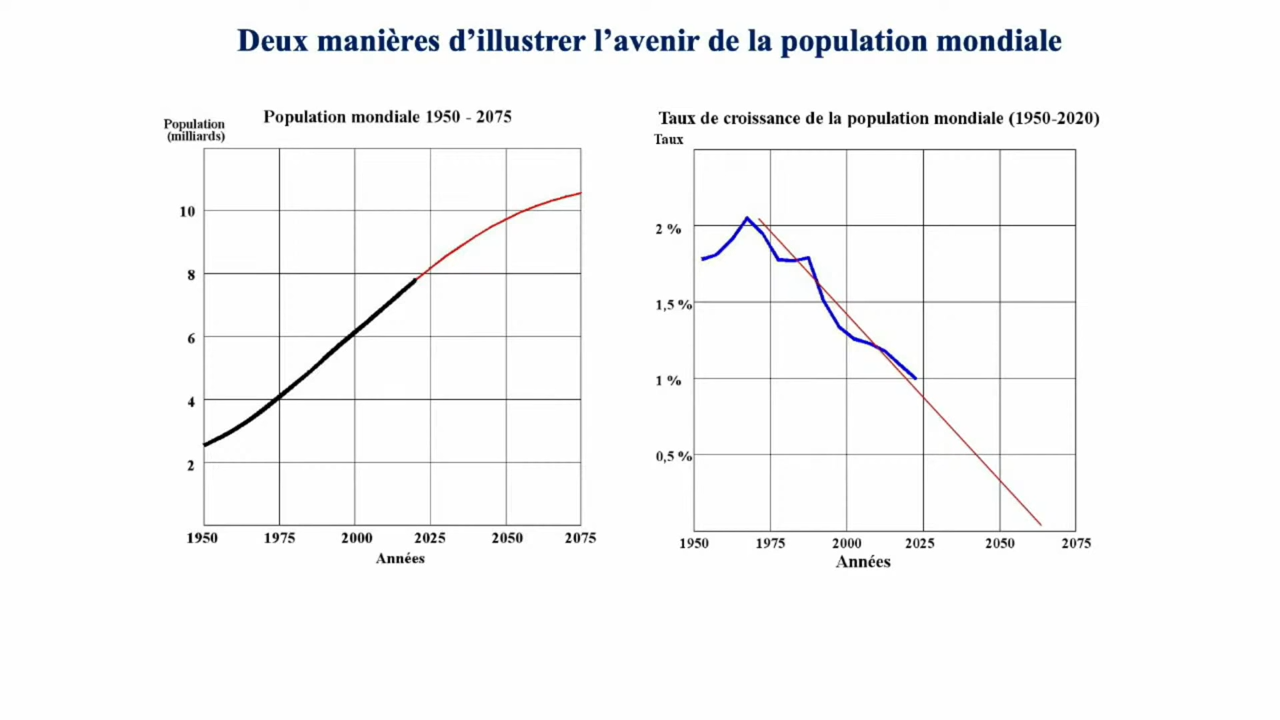 Deux manières d’illustrer l’avenir de la population mondiale
Population
(milliards)
Population mondiale 1950 - 2075
10
8
6
4
2
1950 1975 2000 2025 2050 2075
Années
Taux de croissance de la population mondiale (1950-2020)
Taux
2 %
1,5 %
1 %
0,5 %
1950 1975 2000 2025 2050 2075
Années